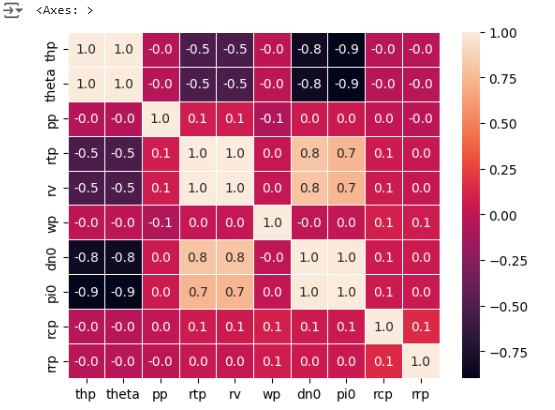 <Axes: >
thp 1.0 1.0 -0.0 -0.5 -0.5 -0.0 -0.8 -0.9 -0.0 -0.0
theta 1.0 1.0 -0.0 -0.5 -0.5 -0.0 -0.8 -0.9 -0.0 -0.0
pp -0.0 -0.0 1.0 0.1 0.1 -0.1 0.0 0.0 0.0 -0.0
rtp -0.5 -0.5 0.1 1.0 1.0 0.0 0.8 0.7 0.1 0.0
rv -0.5 -0.5 0.1 1.0 1.0 0.0 0.8 0.7 0.1 0.0
wp -0.0 -0.0 -0.1 0.0 0.0 1.0 -0.0 0.0 0.1 0.1
dn0 -0.8 -0.8 0.0 0.8 0.8 -0.0 1.0 1.0 0.1 0.0
pi0 -0.9 -0.9 0.0 0.7 0.7 0.0 1.0 1.0 0.1 0.0
rcp -0.0 -0.0 0.0 0.1 0.1 0.1 0.1 0.1 1.0 0.1
rrp -0.0 -0.0 -0.0 0.0 0.0 0.1 0.0 0.0 0.1 1.0
thp theta pp rtp rv wp dn0 pi0 rcp rrp
1.00
0.75
0.50
0.25
0.00
-0.25
-0.50
-0.75